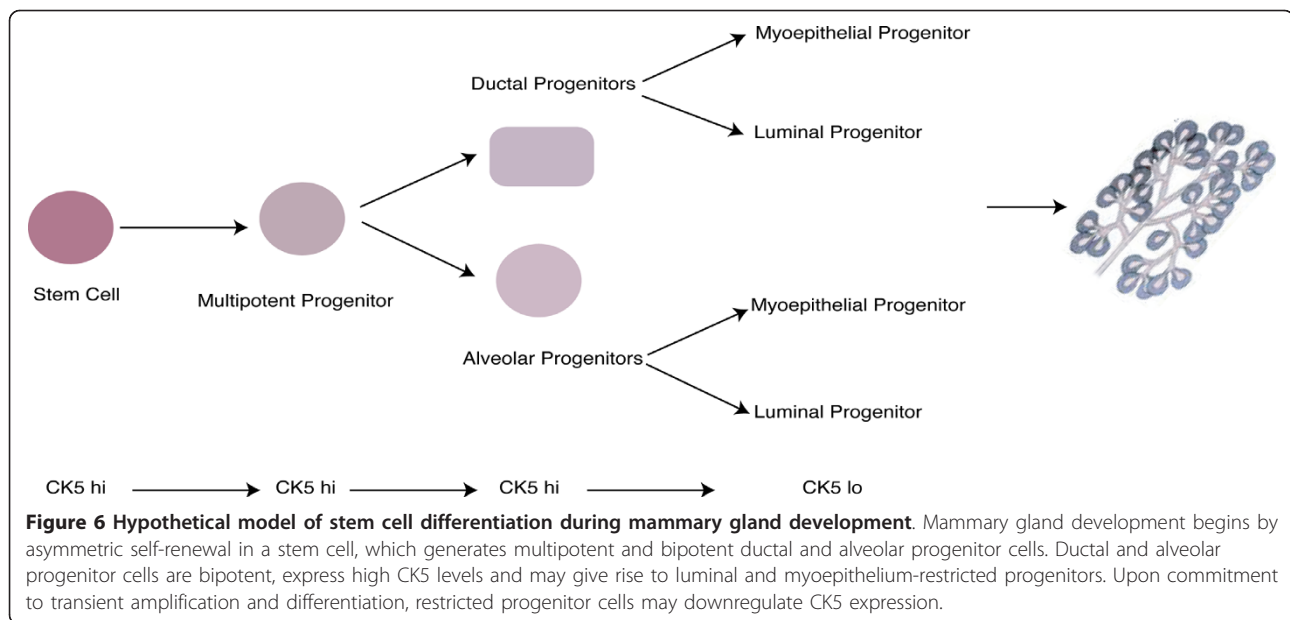 Myoepithelial Progenitor
Ductal Progenitors
Luminal Progenitor
Stem Cell
Multipotent Progenitor
Myoepithelial Progenitor
Alveolar Progenitors
Luminal Progenitor
CK5 hi CK5 hi CK5 hi CK5 lo
Figure 6 Hypothetical model of stem cell differentiation during mammary gland development. Mammary gland development begins by
asymmetric self-renewal in a stem cell, which generates multipotent and bipotent ductal and alveolar progenitor cells. Ductal and alveolar
progenitor cells are bipotent, express high CK5 levels and may give rise to luminal and myoepithelium-restricted progenitors. Upon commitment
to transient amplification and differentiation, restricted progenitor cells may downregulate CK5 expression.